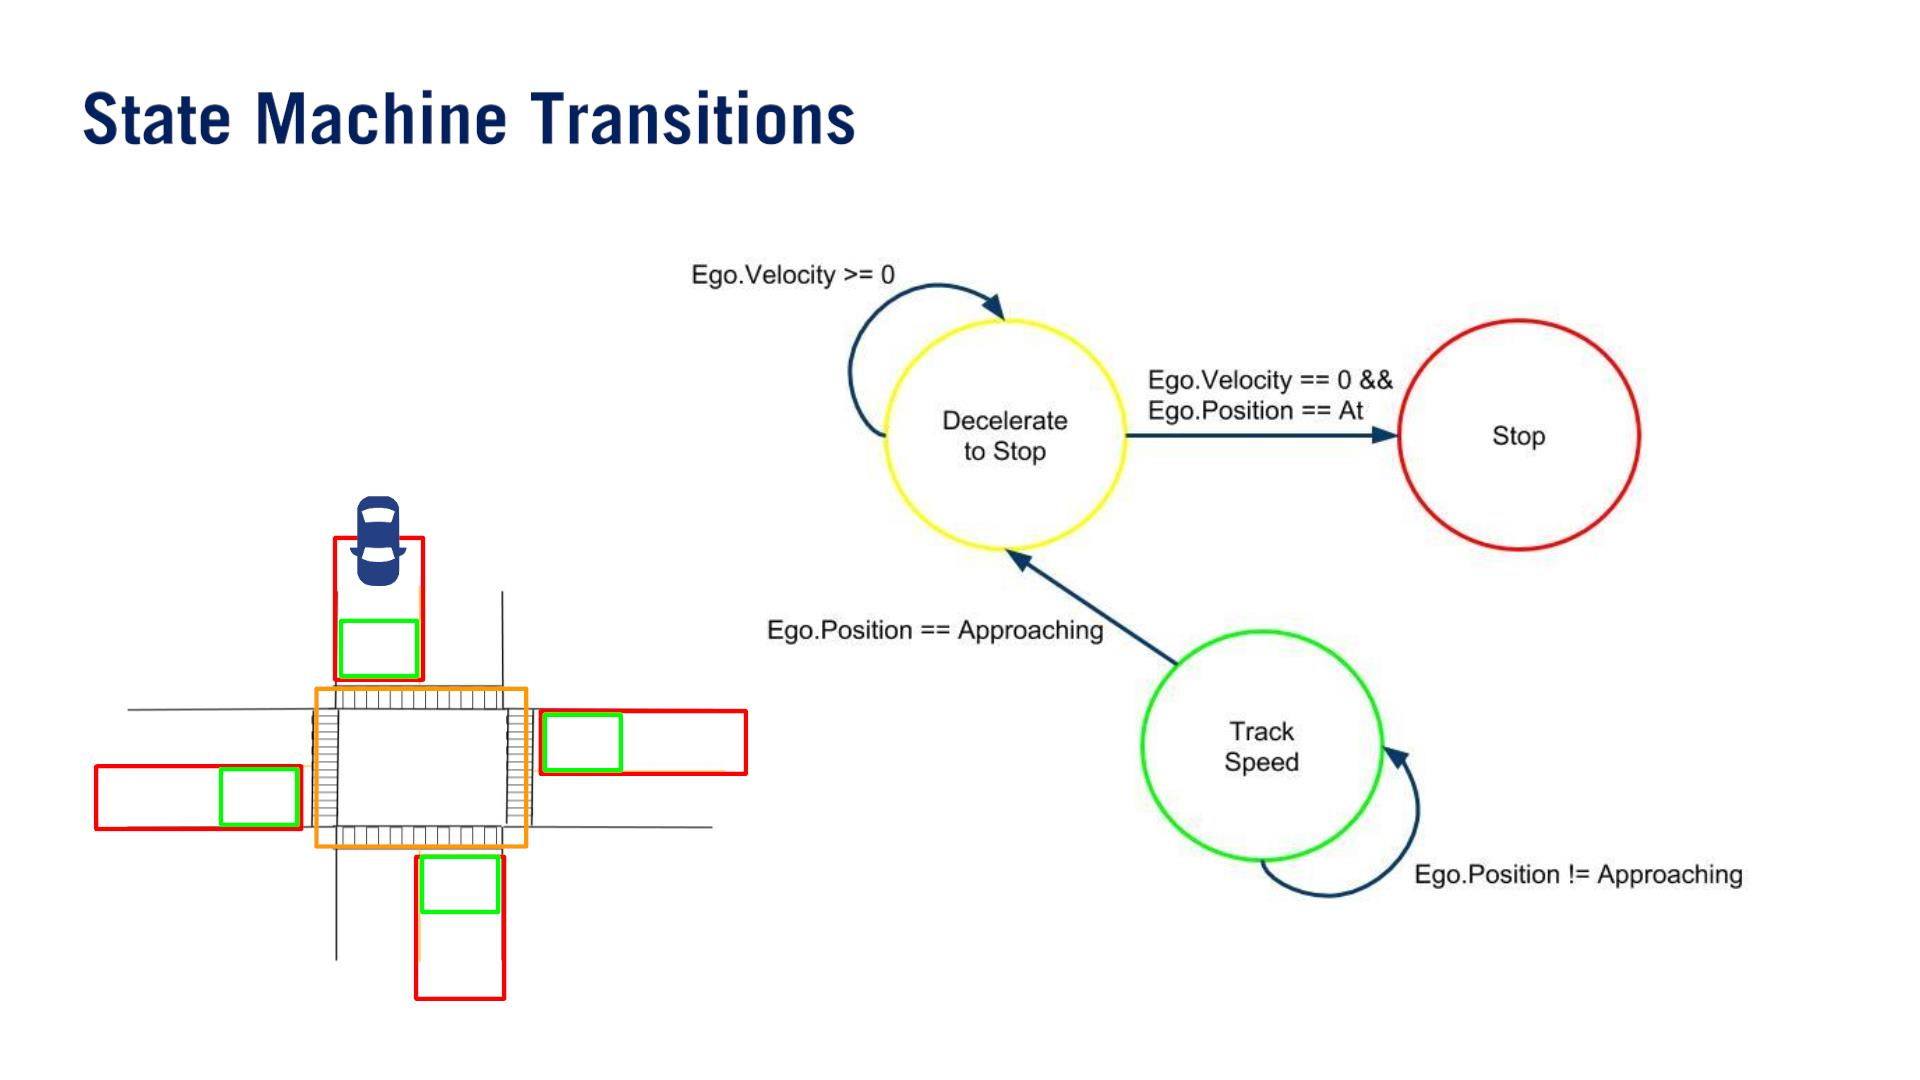 State Machine Transitions
Ego.Velocity >= 0
Decelerate
to Stop
Ego.Velocity == 0 &&
Ego.Position == At
Stop
Ego.Position == Approaching
Track
Speed
Ego.Position != Approaching